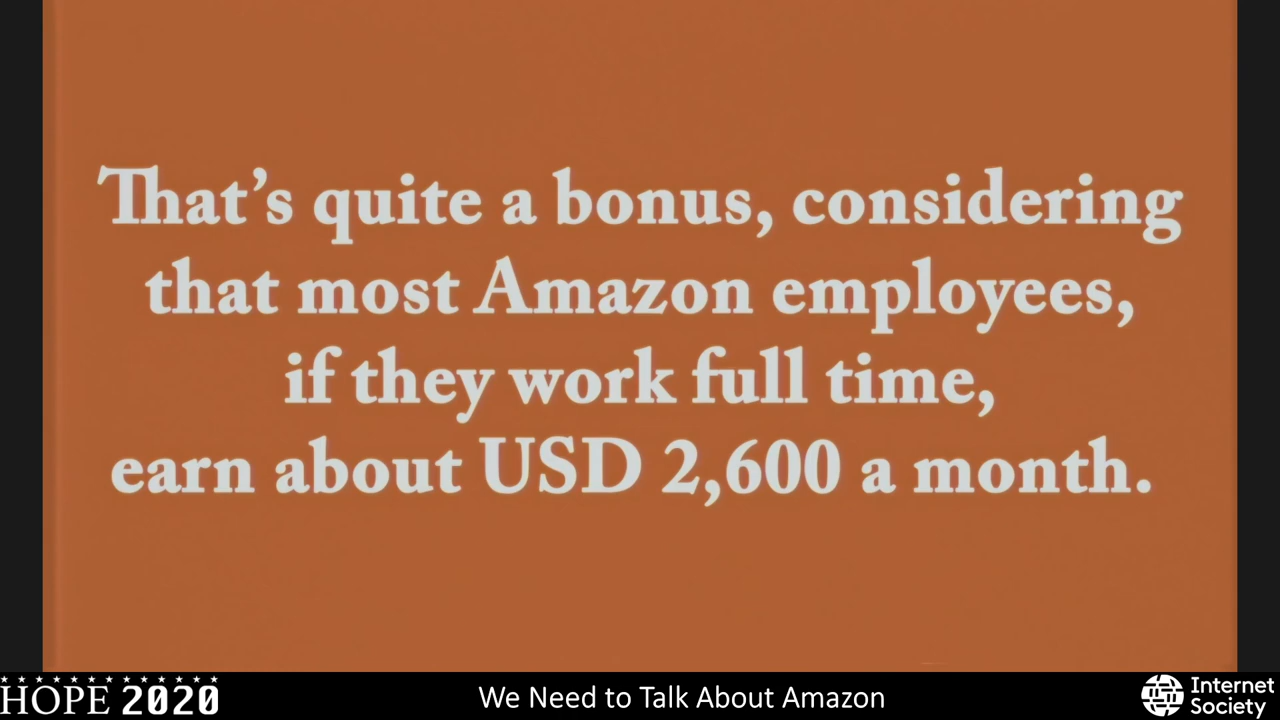 That’s quite a bonus, considering
that most Amazon employees,
if they work full time,
earn about USD 2,600 a month.
HOPE 2020
We Need to Talk About Amazon
Internet
Society